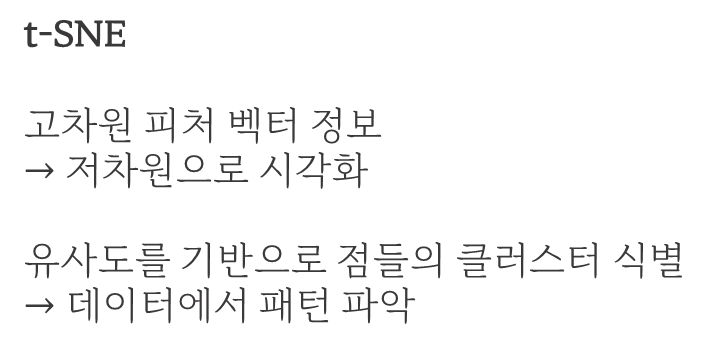 t-SNE
고차원 피처 벡터 정보
→ 저차원으로 시각화
유사도를 기반으로 점들의 클러스터 식별
→ 데이터에서 패턴 파악